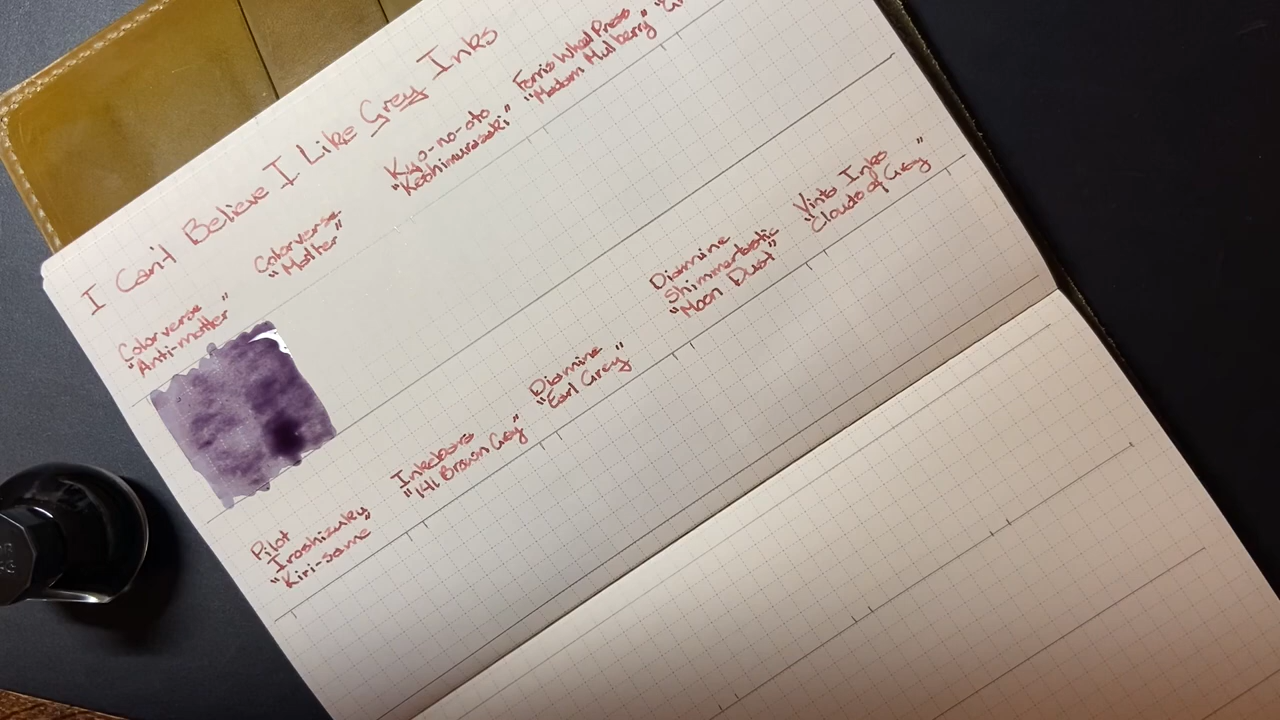 I Can't Believe I Like Grey Inks
Colorverse
"Anti-matter"
Colorverse
"Matter"
Kyo-no-oto
"Keshimurasaki"
Ferris Wheel Press
"Madam Mulberry"
Pilot
Iroshizuku
"Kiri-same"
Inkebara
"141 Brown Grey"
Diamine
"Earl Grey"
Diamine
Shimmertastic
"Moon Dust"
Vinta Inks
"Clouds of Grey"